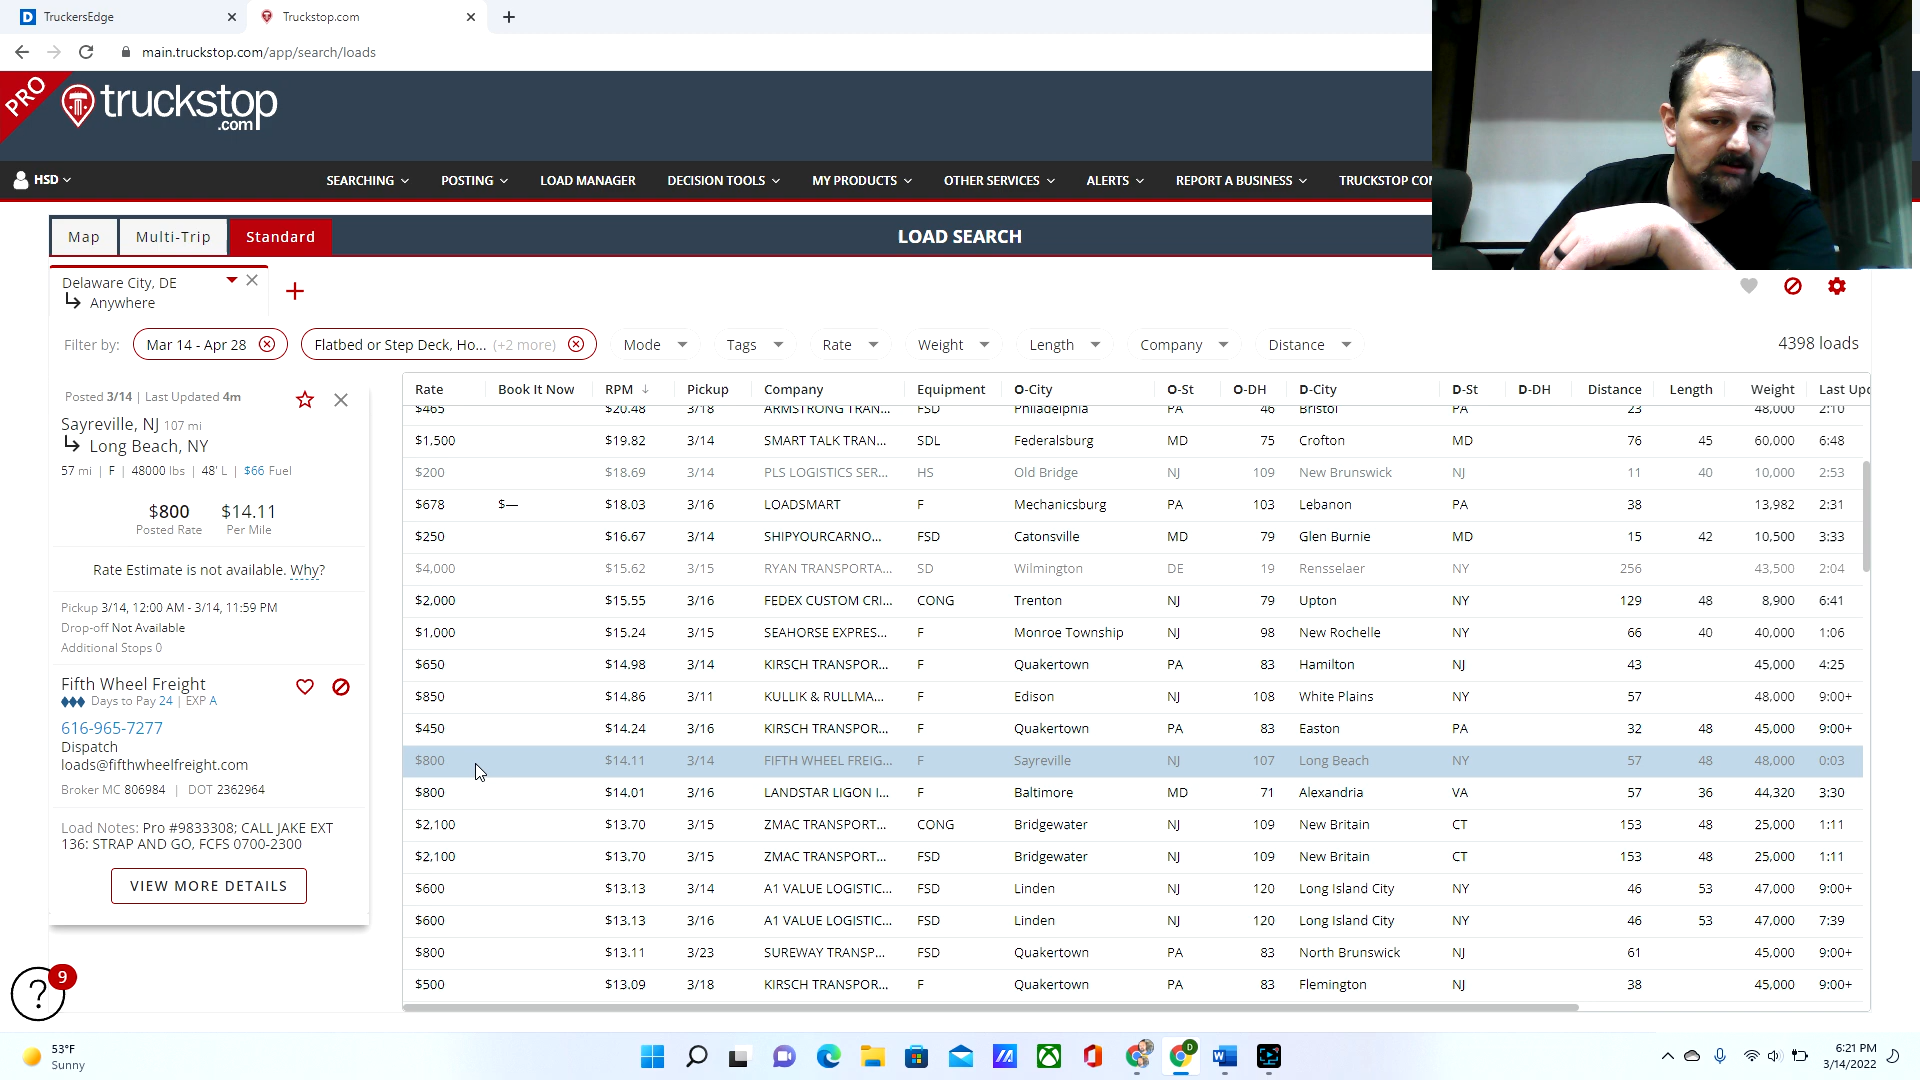 TruckersEdge
Truckstop.com
main.truckstop.com/app/search/loads
PRO
truckstop
.com
HSD
SEARCHING
POSTING
LOAD MANAGER
DECISION TOOLS
MY PRODUCTS
OTHER SERVICES
ALERTS
REPORT A BUSINESS
TRUCKSTOP COM
Map
Multi-Trip
Standard
LOAD SEARCH
Delaware City, DE
Anywhere
Filter by:
Mar 14 - Apr 28
Flatbed or Step Deck, Ho... (+2 more)
Mode
Tags
Rate
Weight
Length
Company
Distance
4398 loads
Posted 3/14 | Last Updated 4m
Sayreville, NJ 107 mi
Long Beach, NY
57 mi | F | 48000 lbs | 48' L | $66 Fuel
$800 $14.11
Posted Rate Per Mile
Rate Estimate is not available. Why?
Pickup 3/14, 12:00 AM - 3/14, 11:59 PM
Drop-off Not Available
Additional Stops 0
Fifth Wheel Freight
Days to Pay 24 | EXP A
616-965-7277
Dispatch
loads@fifthwheelfreight.com
Broker MC 806984 | DOT 2362964
Load Notes: Pro #9833308; CALL JAKE EXT
136: STRAP AND GO, FCFS 0700-2300
VIEW MORE DETAILS
Rate Book It Now RPM Pickup Company Equipment O-City O-St O-DH D-City D-St D-DH Distance Length Weight Last Upd
$465 $20.48 3/18 ARMSTRONG TRAN... FSD Philadelphia PA 46 Bristol PA 23 48,000 2:10
$1,500 $19.82 3/14 SMART TALK TRAN... SDL Federalsburg MD 75 Crofton MD 76 45 60,000 6:48
$200 $18.69 3/14 PLS LOGISTICS SER... HS Old Bridge NJ 109 New Brunswick NJ 11 40 10,000 2:53
$678 $— $18.03 3/16 LOADSMART F Mechanicsburg PA 103 Lebanon PA 38 13,982 2:31
$250 $16.67 3/14 SHIPYOURCARNO... FSD Catonsville MD 79 Glen Burnie MD 15 42 10,500 3:33
$4,000 $15.62 3/15 RYAN TRANSPORTA... SD Wilmington DE 19 Rensselaer NY 256 43,500 2:04
$2,000 $15.55 3/16 FEDEX CUSTOM CRI... CONG Trenton NJ 79 Upton NY 129 48 8,900 6:41
$1,000 $15.24 3/15 SEAHORSE EXPRES... F Monroe Township NJ 98 New Rochelle NY 66 40 40,000 1:06
$650 $14.98 3/14 KIRSCH TRANSPOR... F Quakertown PA 83 Hamilton NJ 43 45,000 4:25
$850 $14.86 3/11 KULLIK & RULLMA... F Edison NJ 108 White Plains NY 57 48,000 9:00+
$450 $14.24 3/16 KIRSCH TRANSPOR... F Quakertown PA 83 Easton PA 32 48 45,000 9:00+
$800 $14.11 3/14 FIFTH WHEEL FREIG... F Sayreville NJ 107 Long Beach NY 57 48 48,000 0:03
$800 $14.01 3/16 LANDSTAR LIGON I... F Baltimore MD 71 Alexandria VA 57 36 44,320 3:30
$2,100 $13.70 3/15 ZMAC TRANSPORT... CONG Bridgewater NJ 109 New Britain CT 153 48 25,000 1:11
$2,100 $13.70 3/15 ZMAC TRANSPORT... FSD Bridgewater NJ 109 New Britain CT 153 48 25,000 1:11
$600 $13.13 3/14 A1 VALUE LOGISTIC... FSD Linden NJ 120 Long Island City NY 46 53 47,000 9:00+
$600 $13.13 3/16 A1 VALUE LOGISTIC... FSD Linden NJ 120 Long Island City NY 46 53 47,000 7:39
$800 $13.11 3/23 SUREWAY TRANSP... FSD Quakertown PA 83 North Brunswick NJ 61 45,000 9:00+
$500 $13.09 3/18 KIRSCH TRANSPOR... F Quakertown PA 83 Flemington NJ 38 45,000 9:00+
? 9
53°F
Sunny
D
6:21 PM
3/14/2022